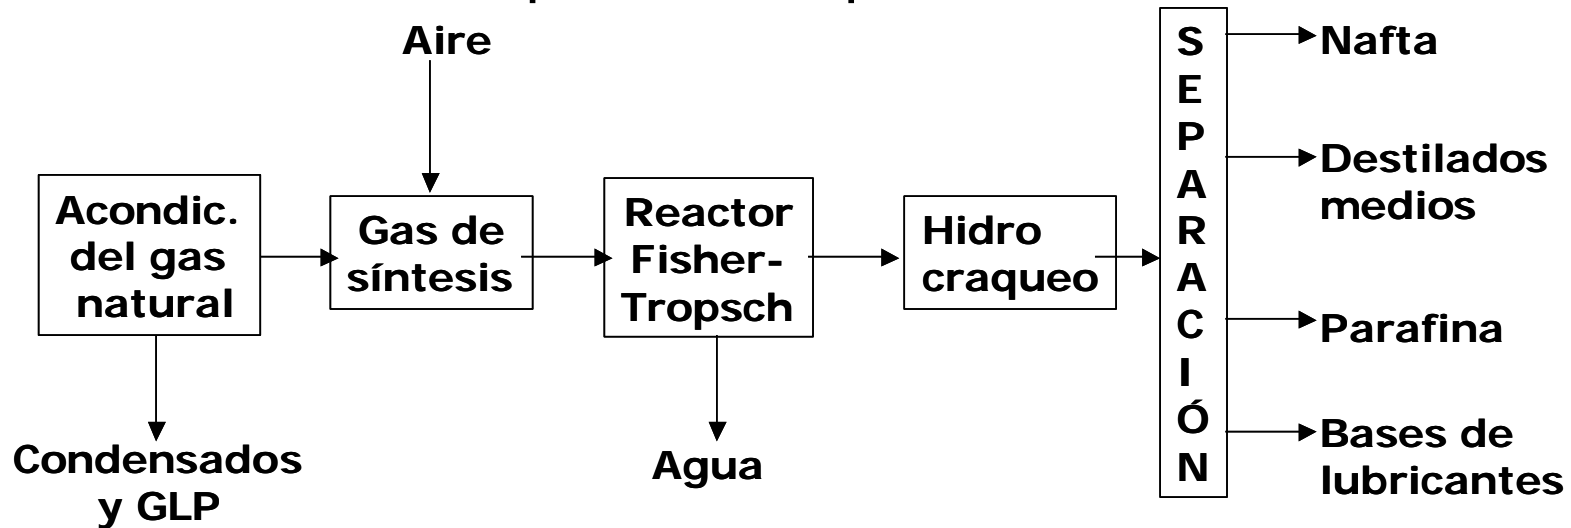 Aire
Acondic.
del gas
natural
Condensados
y GLP
Gas de
síntesis
Reactor
Fisher-
Tropsch
Agua
Hidro
craqueo
S
E
P
A
R
A
C
I
Ó
N
Nafta
Destilados
medios
Parafina
Bases de
lubricantes